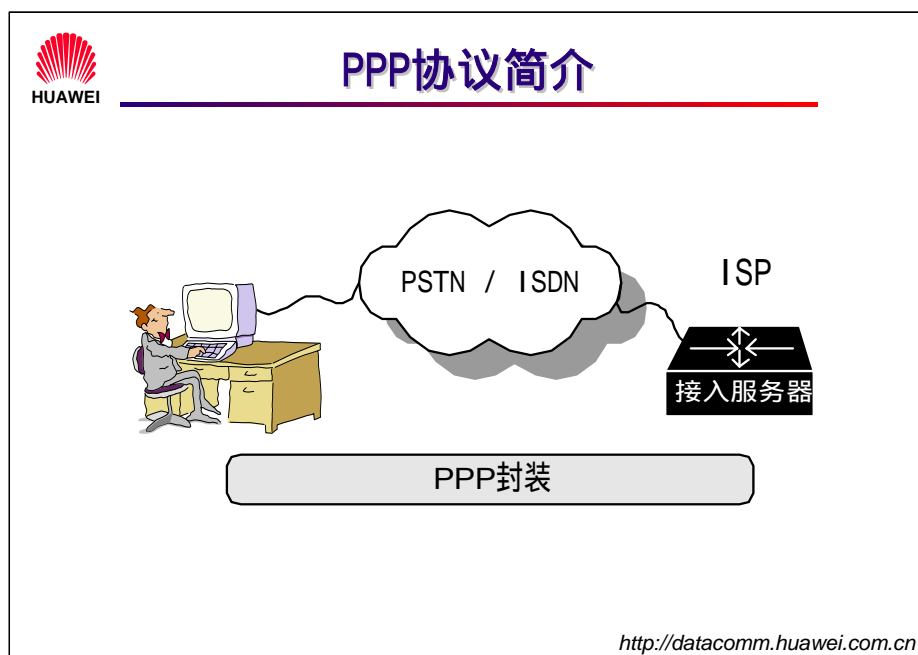 PPP协议简介
HUAWEI
PSTN / ISDN
ISP
接入服务器
PPP封装
http://datacomm.huawei.com.cn